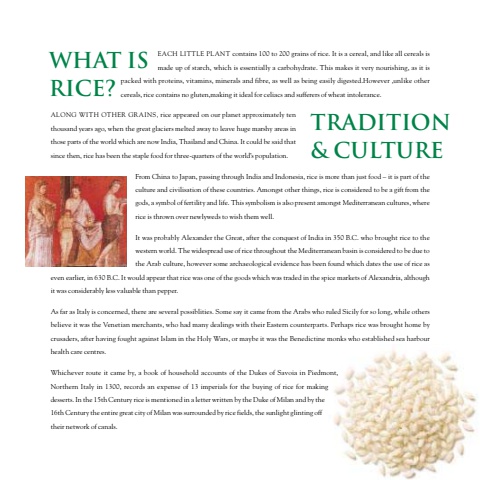 WHAT IS
RICE?
EACH LITTLE PLANT contains 100 to 200 grains of rice. It is a cereal, and like all cereals is
made up of starch, which is essentially a carbohydrate. This makes it very nourishing, as it is
packed with proteins, vitamins, minerals and fibre, as well as being easily digested.However ,unlike other
cereals, rice contains no gluten,making it ideal for celiacs and sufferers of wheat intolerance.
TRADITION
& CULTURE
ALONG WITH OTHER GRAINS, rice appeared on our planet approximately ten
thousand years ago, when the great glaciers melted away to leave huge marshy areas in
those parts of the world which are now India, Thailand and China. It could be said that
since then, rice has been the staple food for three-quarters of the world's population.
From China to Japan, passing through India and Indonesia, rice is more than just food – it is part of the
culture and civilisation of these countries. Amongst other things, rice is considered to be a gift from the
gods, a symbol of fertility and life. This symbolism is also present amongst Mediterranean cultures, where
rice is thrown over newlyweds to wish them well.
It was probably Alexander the Great, after the conquest of India in 350 B.C. who brought rice to the
western world. The widespread use of rice throughout the Mediterranean basin is considered to be due to
the Arab culture, however some archaeological evidence has been found which dates the use of rice as
even earlier, in 630 B.C. It would appear that rice was one of the goods which was traded in the spice markets of Alexandria, although
it was considerably less valuable than pepper.
As far as Italy is concerned, there are several possiblities. Some say it came from the Arabs who ruled Sicily for so long, while others
believe it was the Venetian merchants, who had many dealings with their Eastern counterparts. Perhaps rice was brought home by
crusaders, after having fought against Islam in the Holy Wars, or maybe it was the Benedictine monks who established sea harbour
health care centres.
Whichever route it came by, a book of household accounts of the Dukes of Savoia in Piedmont,
Northern Italy in 1300, records an expense of 13 imperials for the buying of rice for making
desserts. In the 15th Century rice is mentioned in a letter written by the Duke of Milan and by the
16th Century the entire great city of Milan was surrounded by rice fields, the sunlight glinting off
their network of canals.